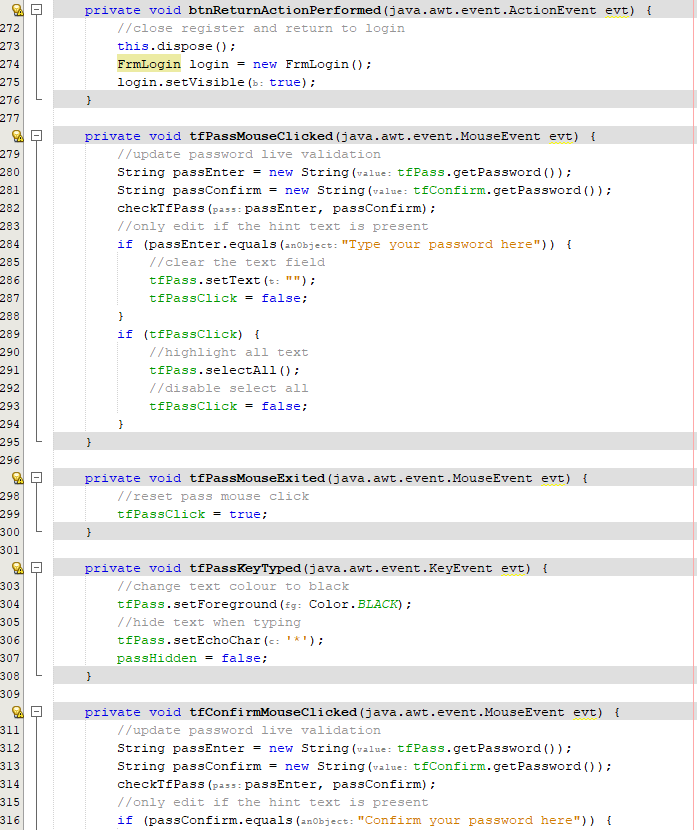 private void btnReturnActionPerformed(java.awt.event.ActionEvent evt) {
272 //close register and return to login
273 this.dispose();
274 FrmLogin login = new FrmLogin();
275 login.setVisible(b: true);
276 }
277
private void tfPassMouseClicked(java.awt.event.MouseEvent evt) {
279 //update password live validation
280 String passEnter = new String(value: tfPass.getPassword());
281 String passConfirm = new String(value: tfConfirm.getPassword());
282 checkTfPass(pass: passEnter, passConfirm);
283 //only edit if the hint text is present
284 if (passEnter.equals(anObject: "Type your password here")) {
285 //clear the text field
286 tfPass.setText(t: "");
287 tfPassClick = false;
288 }
289 if (tfPassClick) {
290 //highlight all text
291 tfPass.selectAll();
292 //disable select all
293 tfPassClick = false;
294 }
295 }
296
private void tfPassMouseExited(java.awt.event.MouseEvent evt) {
298 //reset pass mouse click
299 tfPassClick = true;
300 }
301
private void tfPassKeyTyped(java.awt.event.KeyEvent evt) {
303 //change text colour to black
304 tfPass.setForeground(fg: Color.BLACK);
305 //hide text when typing
306 tfPass.setEchoChar(c: '*');
307 passHidden = false;
308 }
309
private void tfConfirmMouseClicked(java.awt.event.MouseEvent evt) {
311 //update password live validation
312 String passEnter = new String(value: tfPass.getPassword());
313 String passConfirm = new String(value: tfConfirm.getPassword());
314 checkTfPass(pass: passEnter, passConfirm);
315 //only edit if the hint text is present
316 if (passConfirm.equals(anObject: "Confirm your password here")) {